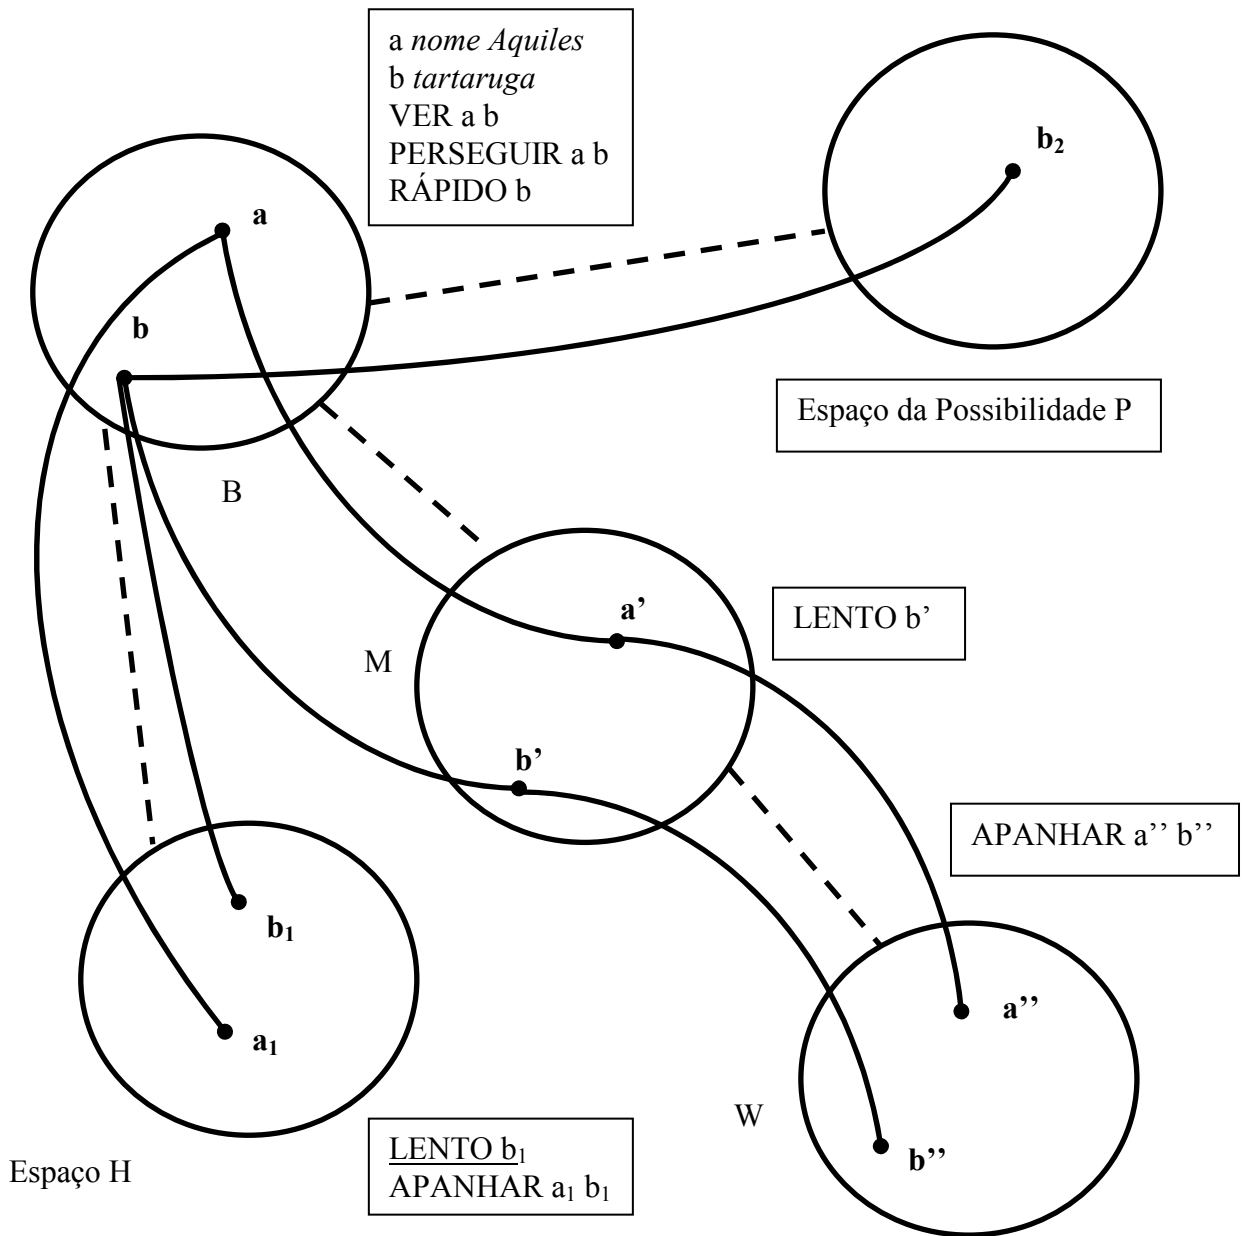 a nome Aquiles
b tartaruga
VER a b
PERSEGUIR a b
RÁPIDO b
b₂
a
b
Espaço da Possibilidade P
B
a’
LENTO b’
M
b’
APANHAR a’’ b’’
b₁
a’’
a₁
W
b’’
LENTO b₁
APANHAR a₁ b₁
Espaço H